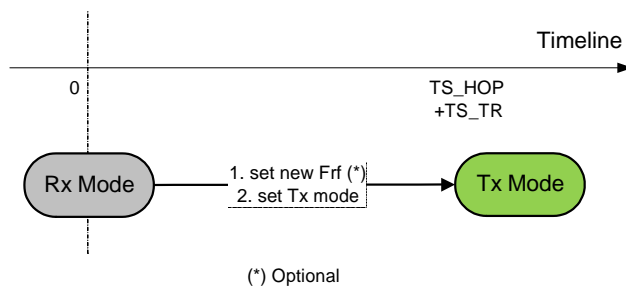 Timeline
0
TS_HOP
+TS_TR
Rx Mode
1. set new Frf (*)
2. set Tx mode
Tx Mode
(*) Optional